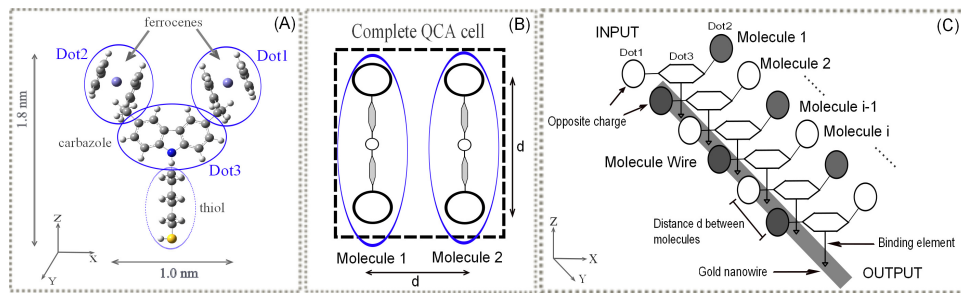 (A)
ferrocenes
Dot2
Dot1
1.8 nm
carbazole
Dot3
thiol
Z
X
Y
1.0 nm
(B)
Complete QCA cell
d
Molecule 1
Molecule 2
d
(C)
INPUT
Dot2
Molecule 1
Dot1
Dot3
Molecule 2
Molecule i-1
Opposite charge
Molecule i
Molecule Wire
Distance d between
molecules
Binding element
Z
X
Y
Gold nanowire
OUTPUT